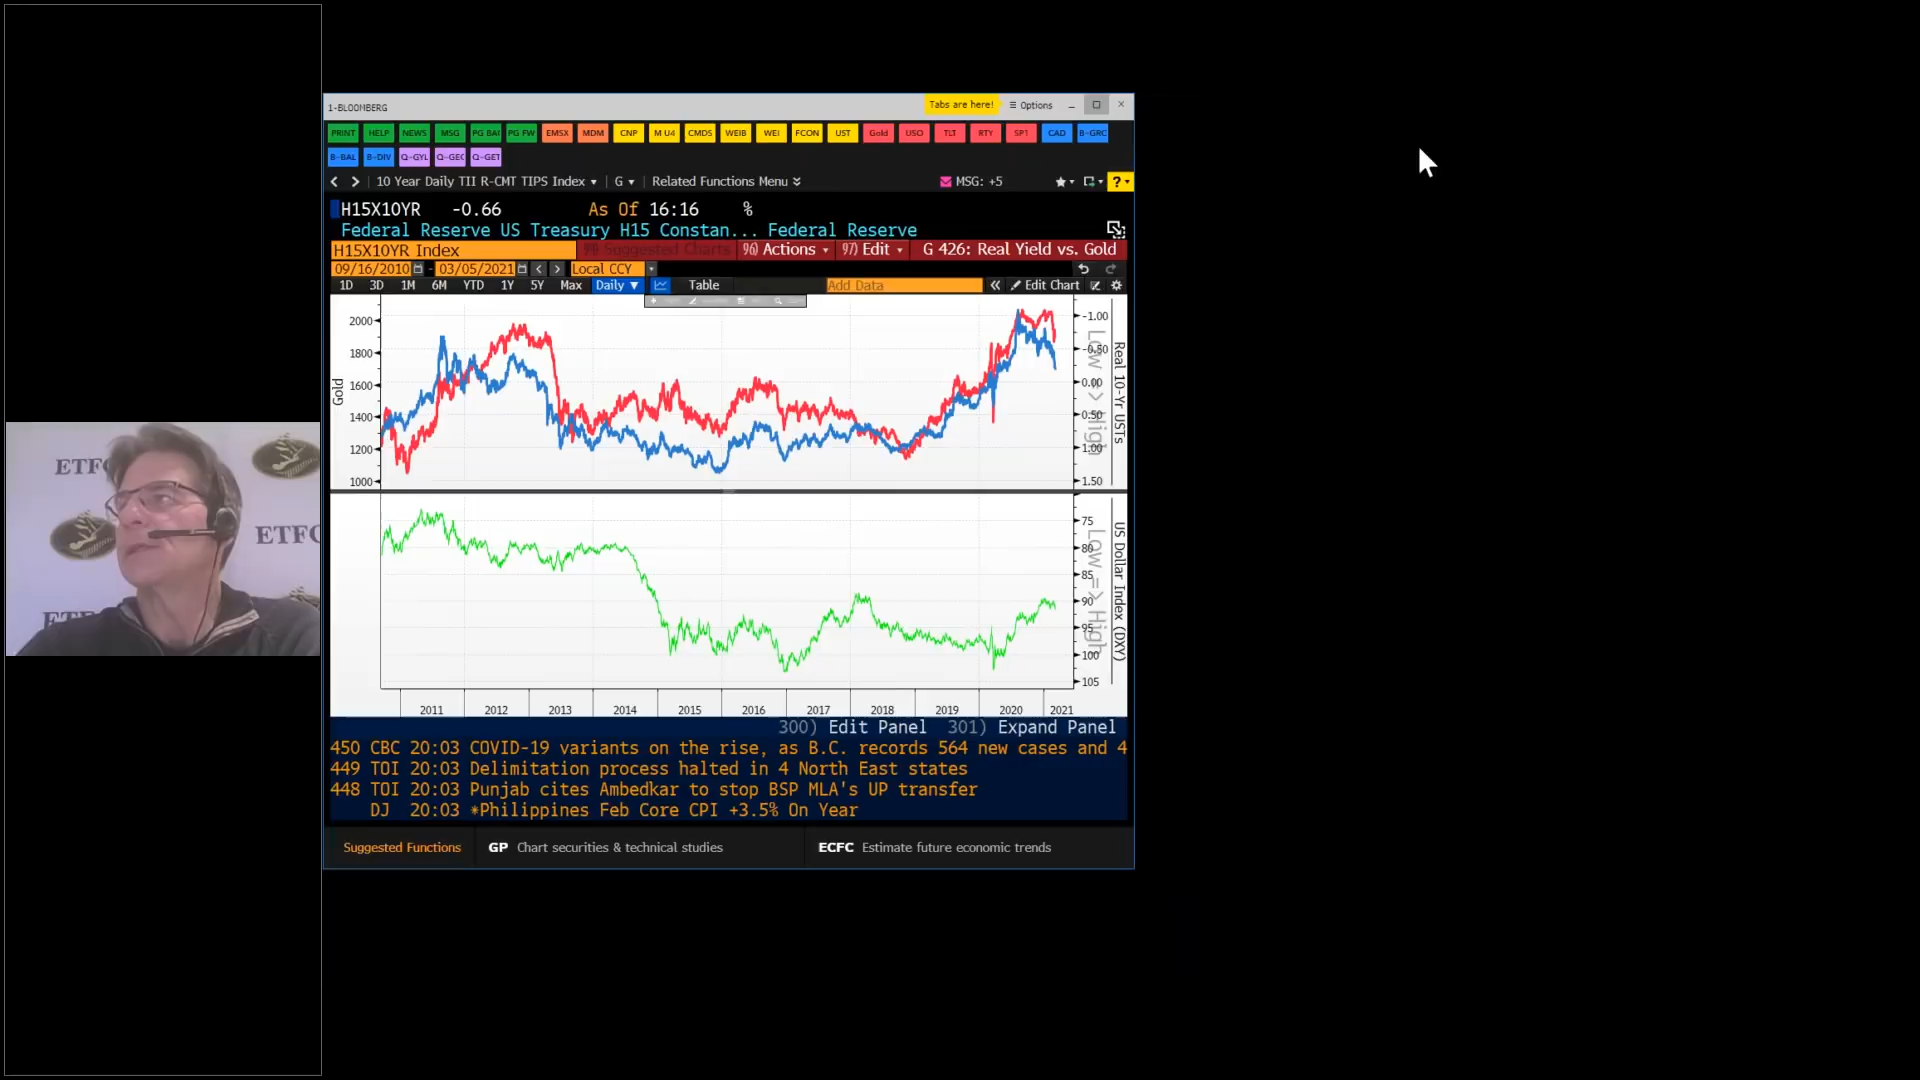 1-BLOOMBERG
Tabs are here!
Options
PRINT HELP NEWS MSG PG BAI PG FW EMSX MDM CNP M U4 CMDS WEIB WEI FCON UST Gold USO TLT RTY SP1 CAD B-GRC
B-BAL B-DIV Q-GYL Q-GEC Q-GET
10 Year Daily TII R-CMT TIPS Index G Related Functions Menu MSG: +5 ?
H15X10YR -0.66 As Of 16:16 %
Federal Reserve US Treasury H15 Constan... Federal Reserve
H15X10YR Index 99) Suggested Charts 96) Actions 97) Edit G 426: Real Yield vs. Gold
09/16/2010 - 03/05/2021 Local CCY
1D 3D 1M 6M YTD 1Y 5Y Max Daily Table Add Data Edit Chart
Gold
2000
1800
1600
1400
1200
1000
-1.00
-0.50
0.00
0.50
1.00
1.50
Low => High
Real 10-Yr USTs
75
80
85
90
95
100
105
Low => High
US Dollar Index (DXY)
2011 2012 2013 2014 2015 2016 2017 2018 2019 2020 2021
300) Edit Panel 301) Expand Panel
450 CBC 20:03 COVID-19 variants on the rise, as B.C. records 564 new cases and 4
449 TOI 20:03 Delimitation process halted in 4 North East states
448 TOI 20:03 Punjab cites Ambedkar to stop BSP MLA's UP transfer
DJ 20:03 *Philippines Feb Core CPI +3.5% On Year
Suggested Functions GP Chart securities & technical studies ECFC Estimate future economic trends
ETFC
ETFC